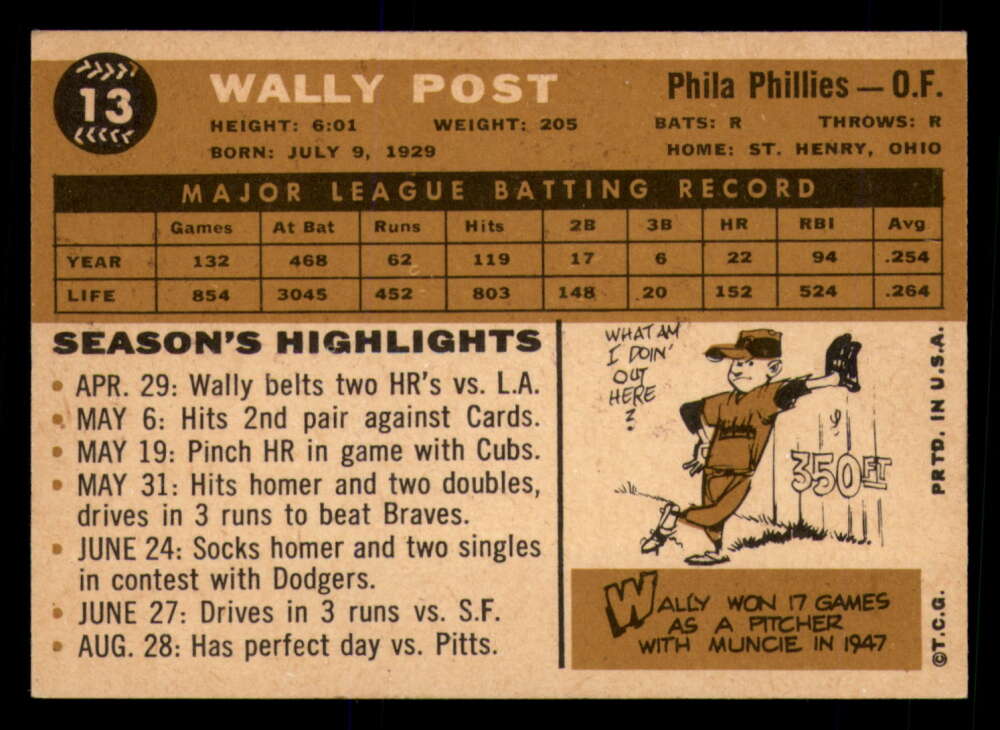 13
WALLY POST
Phila Phillies — O.F.
HEIGHT: 6:01 WEIGHT: 205 BATS: R THROWS: R
BORN: JULY 9, 1929 HOME: ST. HENRY, OHIO
MAJOR LEAGUE BATTING RECORD
Games At Bat Runs Hits 2B 3B HR RBI Avg
YEAR 132 468 62 119 17 6 22 94 .254
LIFE 854 3045 452 803 148 20 152 524 .264
SEASON'S HIGHLIGHTS
• APR. 29: Wally belts two HR's vs. L.A.
• MAY 6: Hits 2nd pair against Cards.
• MAY 19: Pinch HR in game with Cubs.
• MAY 31: Hits homer and two doubles,
drives in 3 runs to beat Braves.
• JUNE 24: Socks homer and two singles
in contest with Dodgers.
• JUNE 27: Drives in 3 runs vs. S.F.
• AUG. 28: Has perfect day vs. Pitts.
WHAT AM
I DOIN'
OUT
HERE
?
350 FT
WALLY WON 17 GAMES
AS A PITCHER
WITH MUNCIE IN 1947
©T.C.G. PRTD. IN U.S.A.